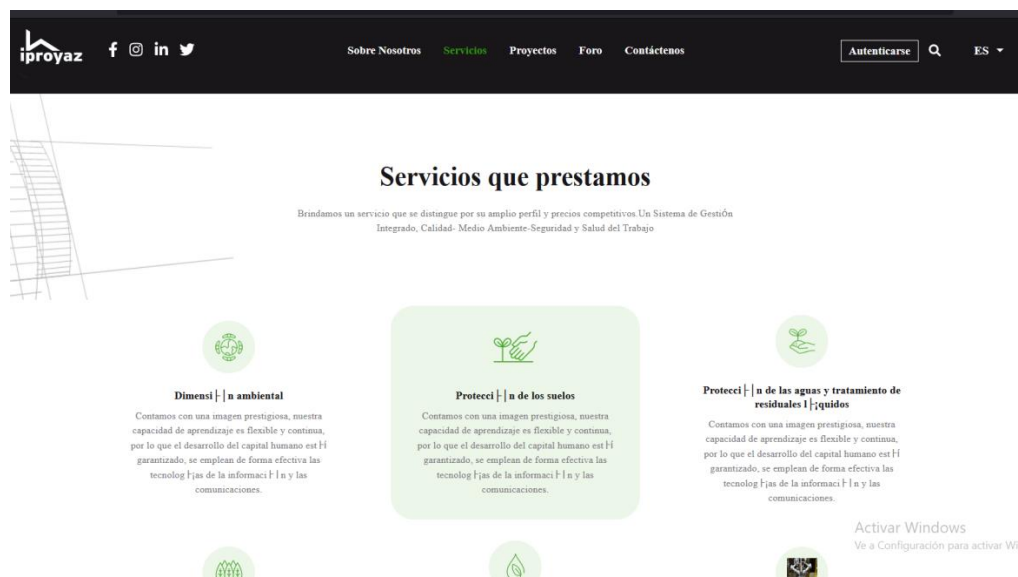 iproyaz
Sobre Nosotros Servicios Proyectos Foro Contáctenos Autenticarse ES
Servicios que prestamos
Brindamos un servicio que se distingue por su amplio perfil y precios competitivos.Un Sistema de GestiÓn
Integrado, Calidad- Medio Ambiente-Seguridad y Salud del Trabajo
Dimensi├│n ambiental
Contamos con una imagen prestigiosa, nuestra
capacidad de aprendizaje es flexible y continua,
por lo que el desarrollo del capital humano est├í
garantizado, se emplean de forma efectiva las
tecnolog├¡as de la informaci├│n y las
comunicaciones.
Protecci├│n de los suelos
Contamos con una imagen prestigiosa, nuestra
capacidad de aprendizaje es flexible y continua,
por lo que el desarrollo del capital humano est├í
garantizado, se emplean de forma efectiva las
tecnolog├¡as de la informaci├│n y las
comunicaciones.
Protecci├│n de las aguas y tratamiento de
residuales l├¡quidos
Contamos con una imagen prestigiosa, nuestra
capacidad de aprendizaje es flexible y continua,
por lo que el desarrollo del capital humano est├í
garantizado, se emplean de forma efectiva las
tecnolog├¡as de la informaci├│n y las
comunicaciones.
Activar Windows
Ve a Configuración para activar Wi